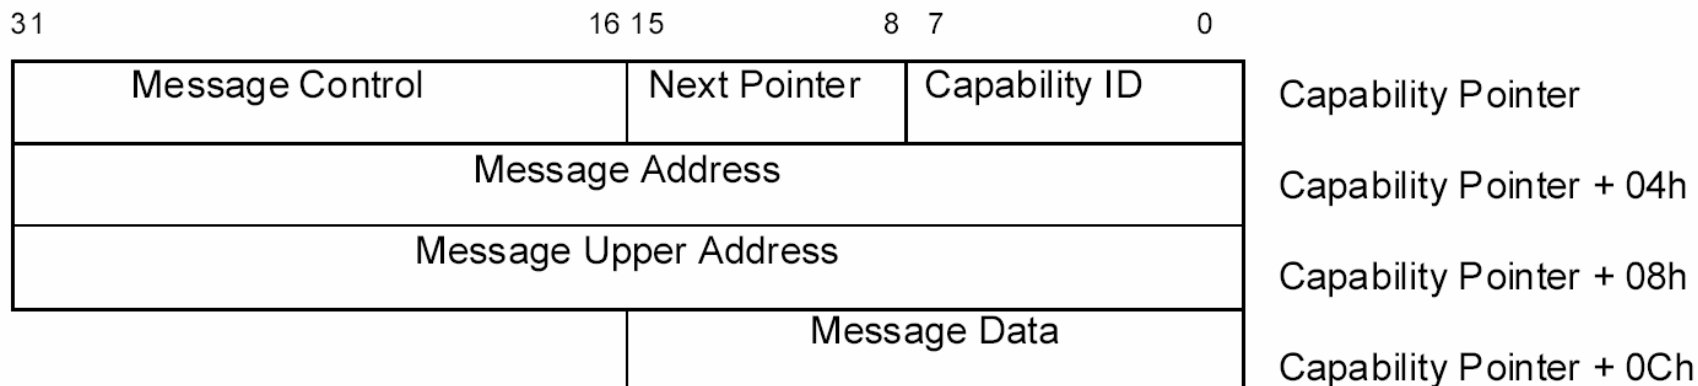 31 16 15 8 7 0
Message Control Next Pointer Capability ID Capability Pointer
Message Address Capability Pointer + 04h
Message Upper Address Capability Pointer + 08h
Message Data Capability Pointer + 0Ch